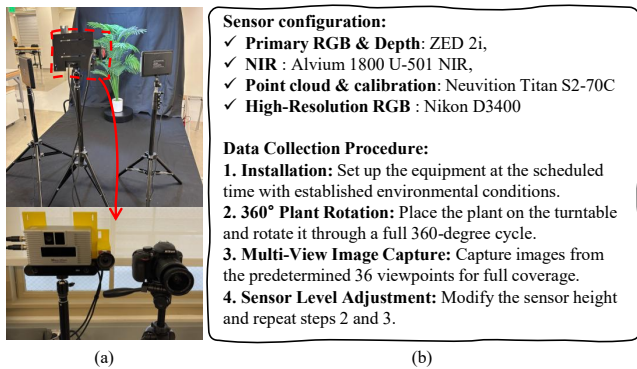 Sensor configuration:
✓ Primary RGB & Depth: ZED 2i,
✓ NIR : Alvium 1800 U-501 NIR,
✓ Point cloud & calibration: Neuvition Titan S2-70C
✓ High-Resolution RGB : Nikon D3400
Data Collection Procedure:
1. Installation: Set up the equipment at the scheduled
time with established environmental conditions.
2. 360° Plant Rotation: Place the plant on the turntable
and rotate it through a full 360-degree cycle.
3. Multi-View Image Capture: Capture images from
the predetermined 36 viewpoints for full coverage.
4. Sensor Level Adjustment: Modify the sensor height
and repeat steps 2 and 3.
(a)
(b)